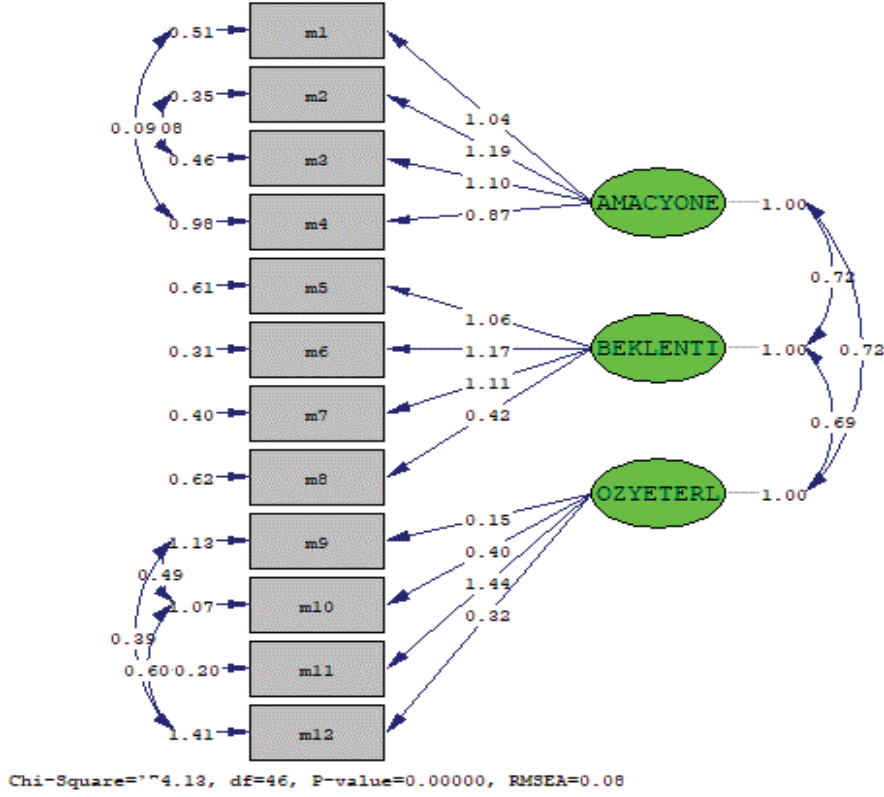 0.51 m1
1.04
0.35 m2
0.09 08
1.19
0.46 m3
1.10
AMACYONE 1.00
0.98 m4
0.87
0.72
0.61 m5
1.06
0.31 m6
1.17
BEKLENTI 1.00
0.72
1.11
0.40 m7
0.42
0.69
0.62 m8
OZYETERL 1.00
0.15
1.13 m9
0.40
0.49
1.44
1.07 m10
0.32
0.39
0.60 0.20 m11
1.41 m12
df=46, P-value=0.00000, RMSEA=0.08